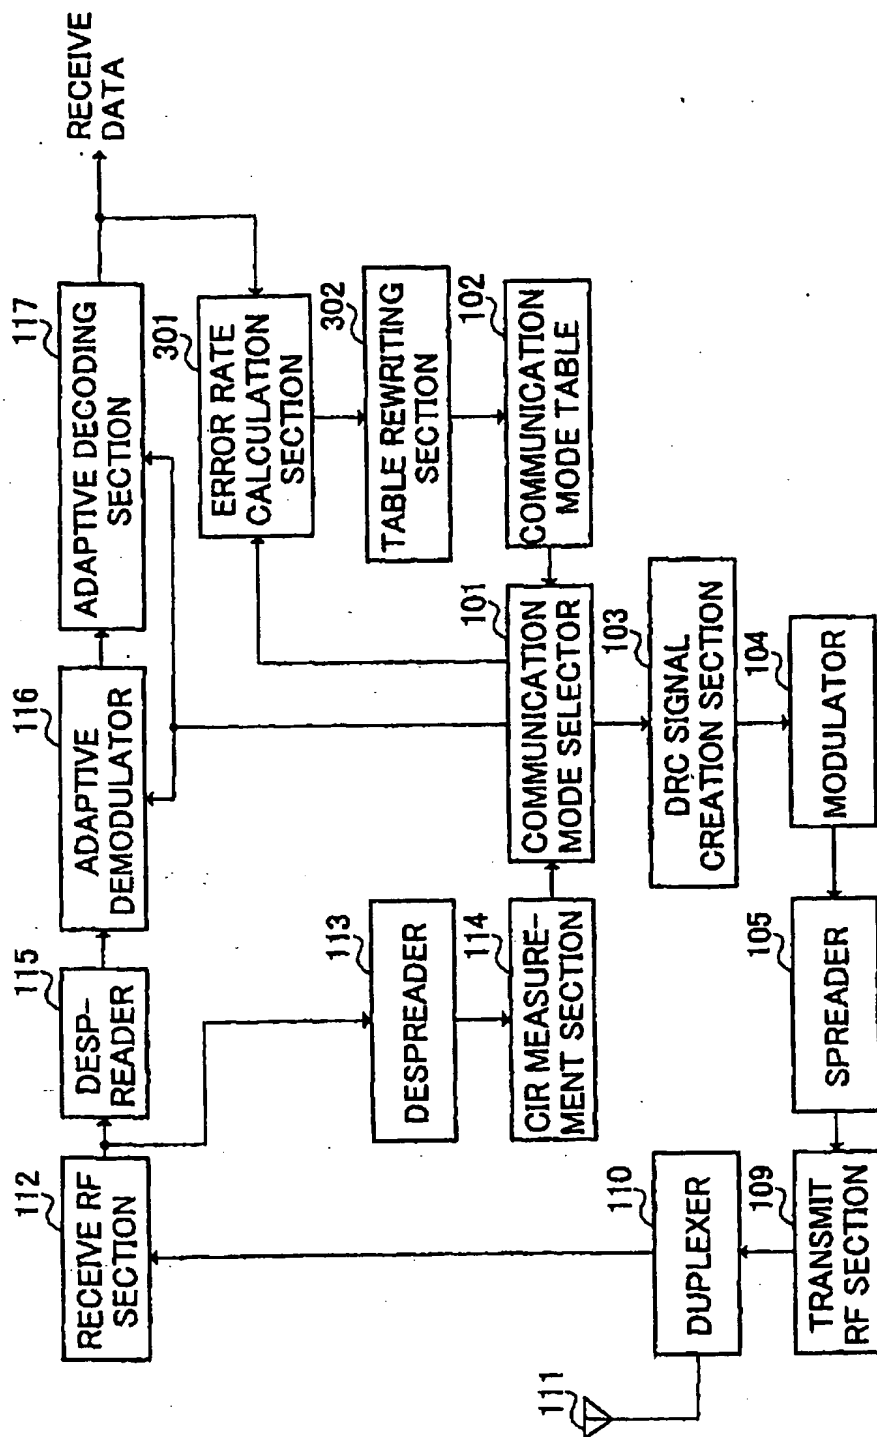 112
RECEIVE RF
SECTION
115
DESP-
READER
116
ADAPTIVE
DEMODULATOR
117
ADAPTIVE DECODING
SECTION
RECEIVE
DATA
301
ERROR RATE
CALCULATION
SECTION
113
DESPREADER
302
TABLE REWRITING
SECTION
114
CIR MEASURE-
MENT SECTION
101
COMMUNICATION
MODE SELECTOR
102
COMMUNICATION
MODE TABLE
111
110
DUPLEXER
103
DRC SIGNAL
CREATION SECTION
109
TRANSMIT
RF SECTION
105
SPREADER
104
MODULATOR